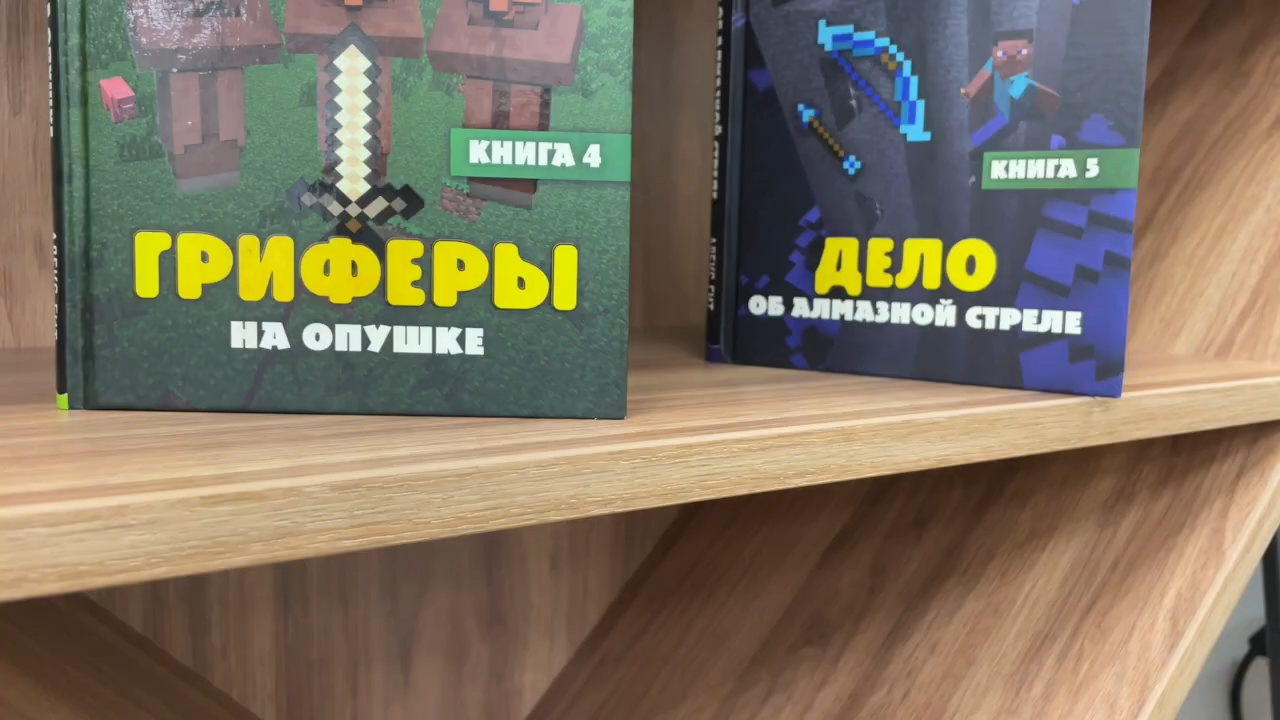 КНИГА 4
ГРИФЕРЫ
НА ОПУШКЕ
КНИГА 5
ДЕЛО
ОБ АЛМАЗНОЙ СТРЕЛЕ